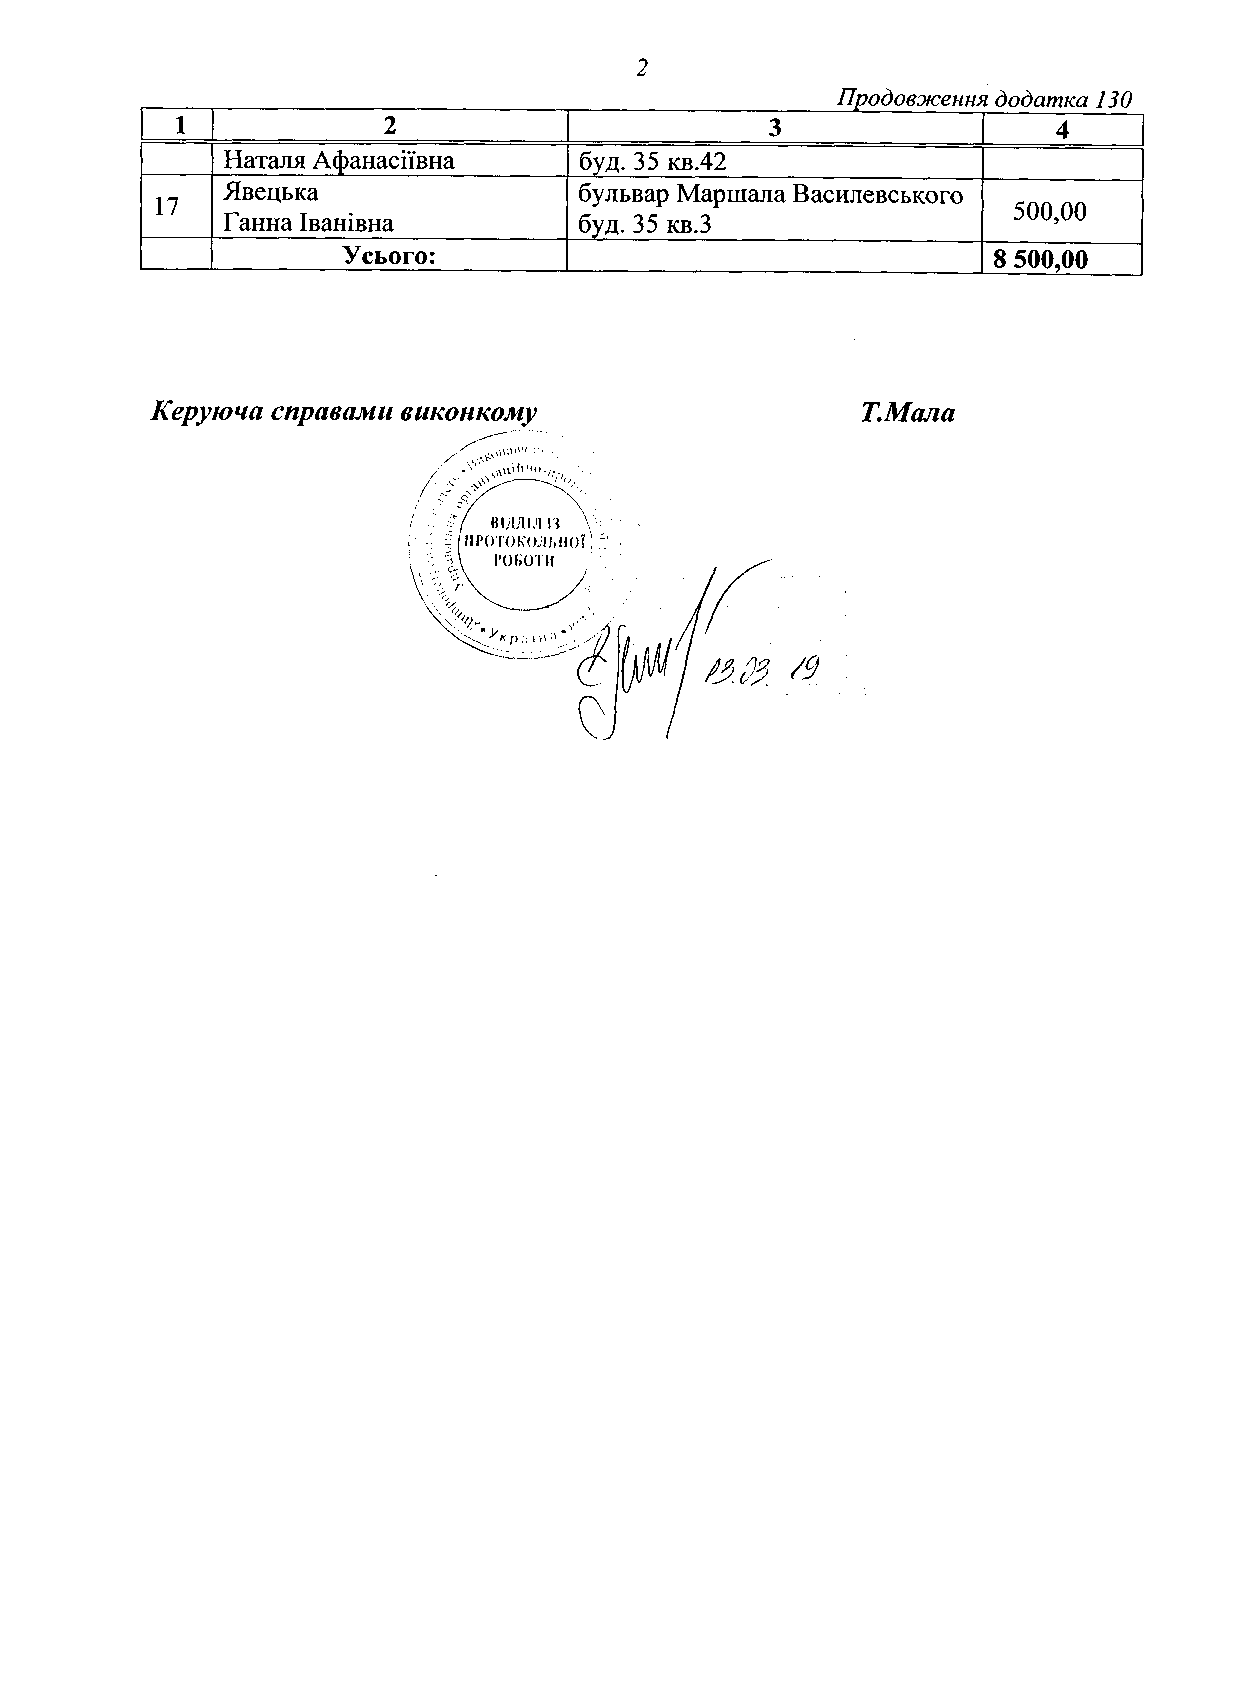 2
Продовження додатка 130
1 2 3 4
Наталя Афанасіївна буд. 35 кв.42
17 Явецька бульвар Маршала Василевського 500,00
Ганна Іванівна буд. 35 кв.3
Усього: 8 500,00
Керуюча справами виконкому Т.Мала
ВІДДІЛ ІЗ
ПРОТОКОЛЬНОЇ
РОБОТИ
Україна
13.03. 19